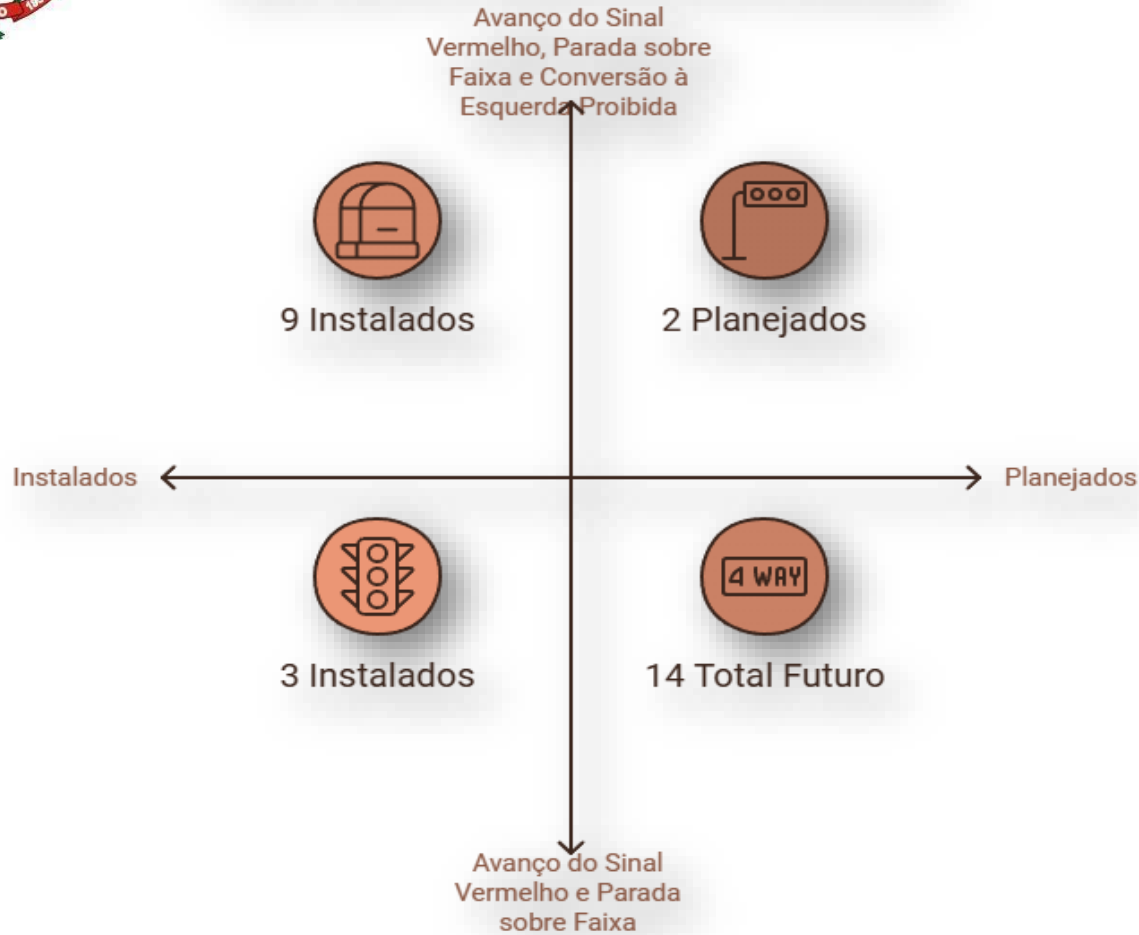 Avanço do Sinal
Vermelho, Parada sobre
Faixa e Conversão à
Esquerda Proibida
9 Instalados
2 Planejados
Instalados
Planejados
4 WAY
3 Instalados
14 Total Futuro
Avanço do Sinal
Vermelho e Parada
sobre Faixa